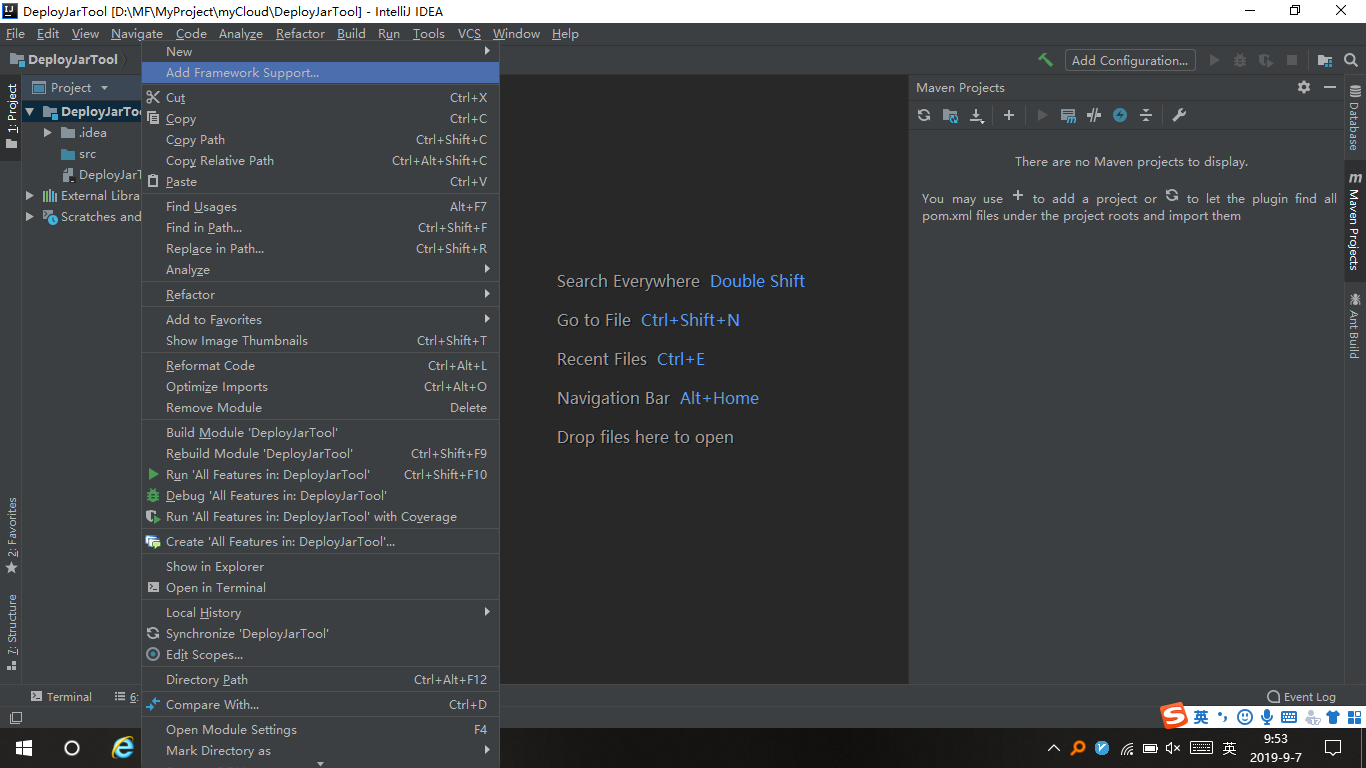 DeployJarTool [D:\MF\MyProject\myCloud\DeployJarTool] - IntelliJ IDEA
File Edit View Navigate Code Analyze Refactor Build Run Tools VCS Window Help
DeployJarTool
Add Configuration...
1: Project
2: Favorites
7: Structure
Project
DeployJarToo
.idea
src
DeployJarT
External Libra
Scratches and
New
Add Framework Support...
Cut Ctrl+X
Copy Ctrl+C
Copy Path Ctrl+Shift+C
Copy Relative Path Ctrl+Alt+Shift+C
Paste Ctrl+V
Find Usages Alt+F7
Find in Path... Ctrl+Shift+F
Replace in Path... Ctrl+Shift+R
Analyze
Refactor
Add to Favorites
Show Image Thumbnails Ctrl+Shift+T
Reformat Code Ctrl+Alt+L
Optimize Imports Ctrl+Alt+O
Remove Module Delete
Build Module 'DeployJarTool'
Rebuild Module 'DeployJarTool' Ctrl+Shift+F9
Run 'All Features in: DeployJarTool' Ctrl+Shift+F10
Debug 'All Features in: DeployJarTool'
Run 'All Features in: DeployJarTool' with Coverage
Create 'All Features in: DeployJarTool'...
Show in Explorer
Open in Terminal
Local History
Synchronize 'DeployJarTool'
Edit Scopes...
Directory Path Ctrl+Alt+F12
Compare With... Ctrl+D
Open Module Settings F4
Mark Directory as
Search Everywhere Double Shift
Go to File Ctrl+Shift+N
Recent Files Ctrl+E
Navigation Bar Alt+Home
Drop files here to open
Maven Projects
There are no Maven projects to display.
You may use + to add a project or to let the plugin find all
pom.xml files under the project roots and import them
Database
Maven Projects
Ant Build
Terminal
6:
Event Log
英
英
9:53
2019-9-7